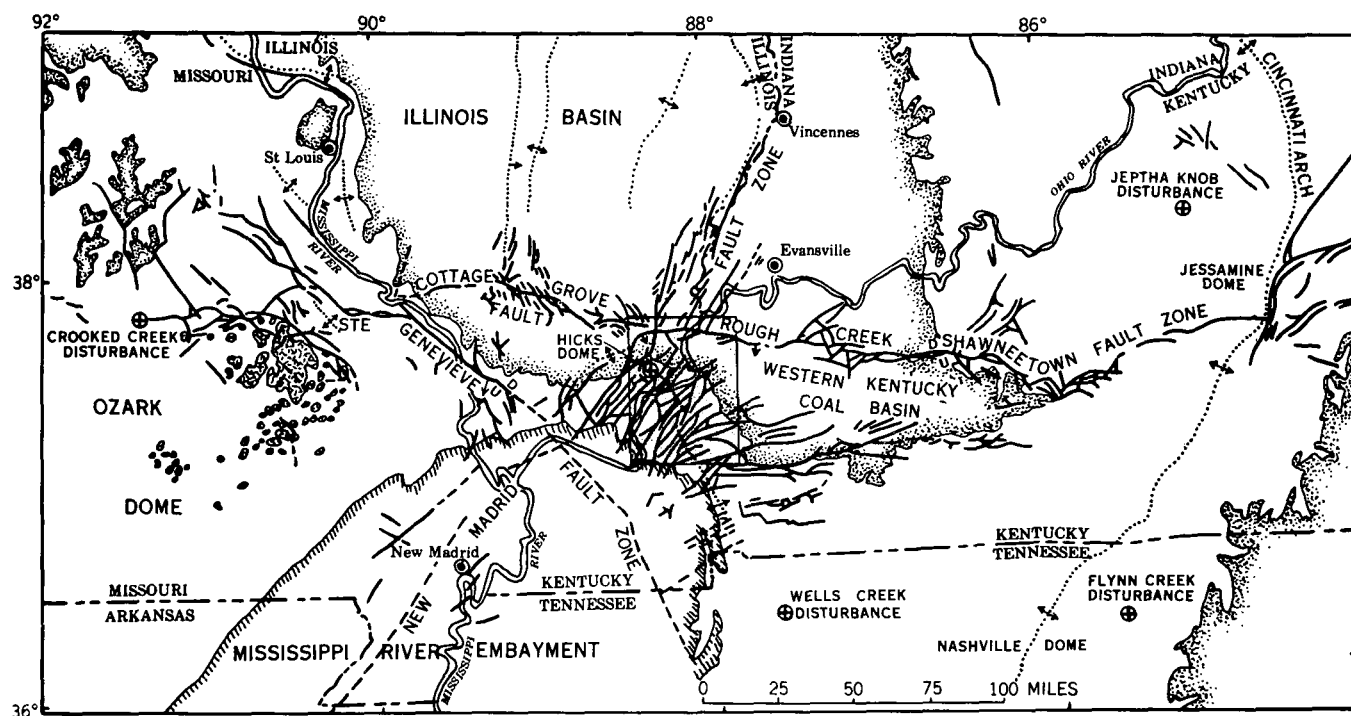 92°
90°
88°
86°
ILLINOIS
MISSOURI
ILLINOIS
INDIANA
INDIANA
KENTUCKY
CINCINNATI ARCH
ILLINOIS BASIN
Vincennes
St Louis
OHIO RIVER
JEPTHA KNOB
DISTURBANCE
MISSISSIPPI
RIVER
FAULT ZONE
Evansville
38°
COTTAGE GROVE
FAULT
JESSAMINE
DOME
CROOKED CREEK
DISTURBANCE
STE GENEVIEVE
U D
HICKS
DOME
ROUGH CREEK
D
U
SHAWNEETOWN FAULT ZONE
WESTERN KENTUCKY
COAL BASIN
OZARK
DOME
FAULT
ZONE
NEW MADRID
New Madrid
RIVER
KENTUCKY
TENNESSEE
KENTUCKY
TENNESSEE
MISSOURI
ARKANSAS
WELLS CREEK
DISTURBANCE
FLYNN CREEK
DISTURBANCE
MISSISSIPPI RIVER EMBAYMENT
MISSISSIPPI
NASHVILLE DOME
0 25 50 75 100 MILES
36°